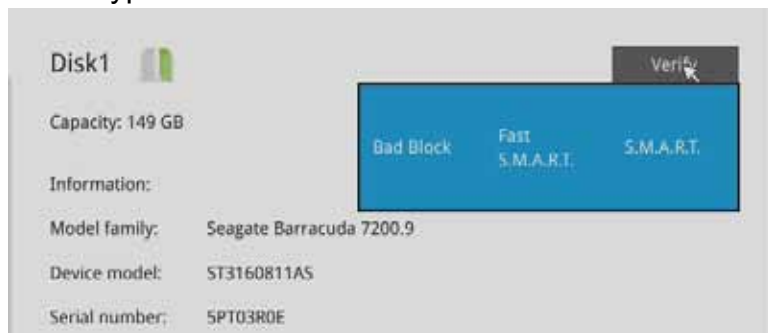 Disk1
Verify
Capacity: 149 GB
Bad Block
Fast
S.M.A.R.T.
S.M.A.R.T.
Information:
Model family: Seagate Barracuda 7200.9
Device model: ST3160811AS
Serial number: 5PT03R0E